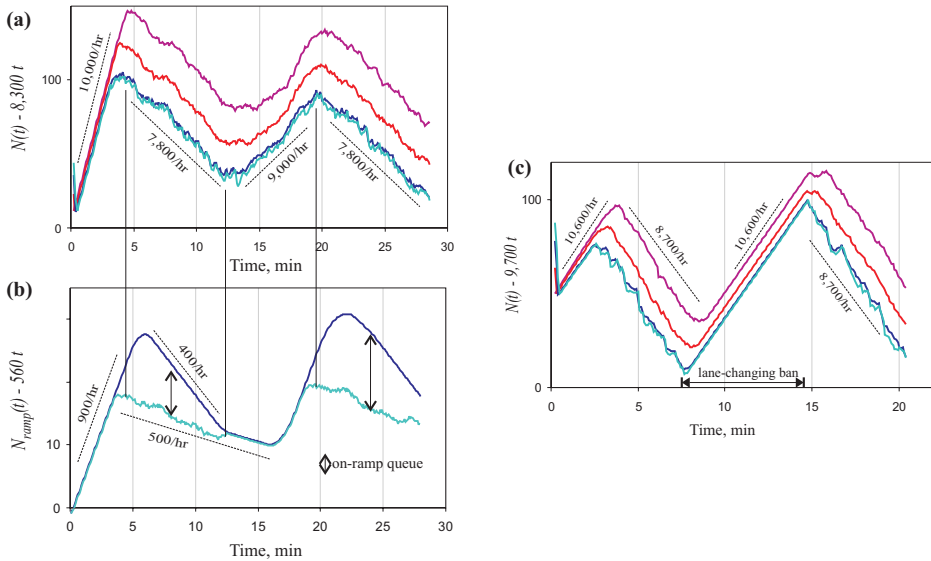 (a)
N(t) - 8,300 t
100
0
10,000/hr
7,800/hr
9,000/hr
7,800/hr
0 5 10 15 20 25 30
Time, min
(b)
N_ramp(t) - 560 t
10
0
900/hr
400/hr
500/hr
on-ramp queue
0 5 10 15 20 25 30
Time, min
(c)
N(t) - 9,700 t
100
0
10,600/hr
8,700/hr
10,600/hr
8,700/hr
lane-changing ban
0 5 10 15 20
Time, min